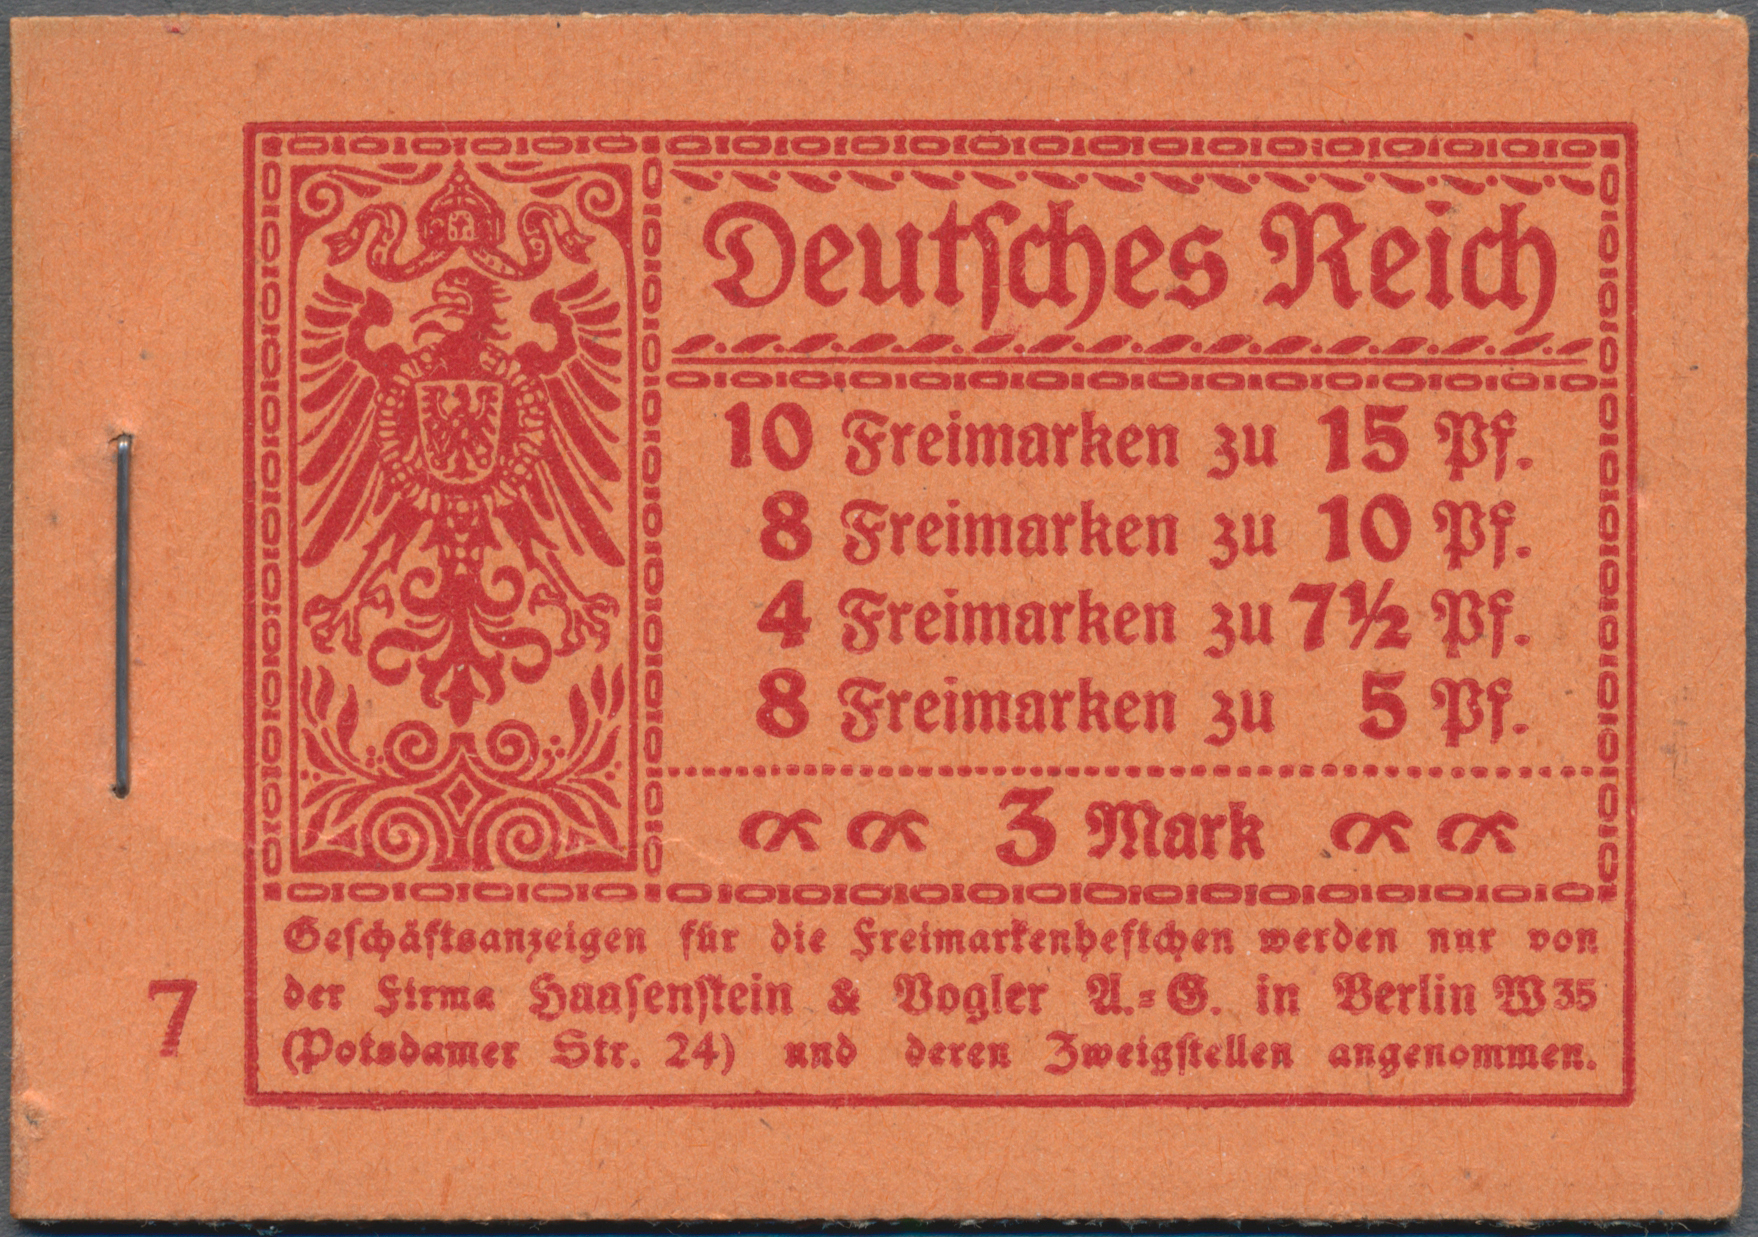 Deutsches Reich
10 Freimarken zu 15 Pf.
8 Freimarken zu 10 Pf.
4 Freimarken zu 7½ Pf.
8 Freimarken zu 5 Pf.
3 Mark
Geschäftsanzeigen für die Freimarkenheftchen werden nur von
der Firma Haasenstein & Vogler A.-G. in Berlin W 35
(Potsdamer Str. 24) und deren Zweigstellen angenommen.
7